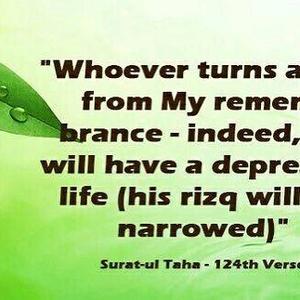 "Whoever turns a
from My remem
brance - indeed,
will have a depres
life (his rizq will
narrowed)"
Surat-ul Taha - 124th Verse